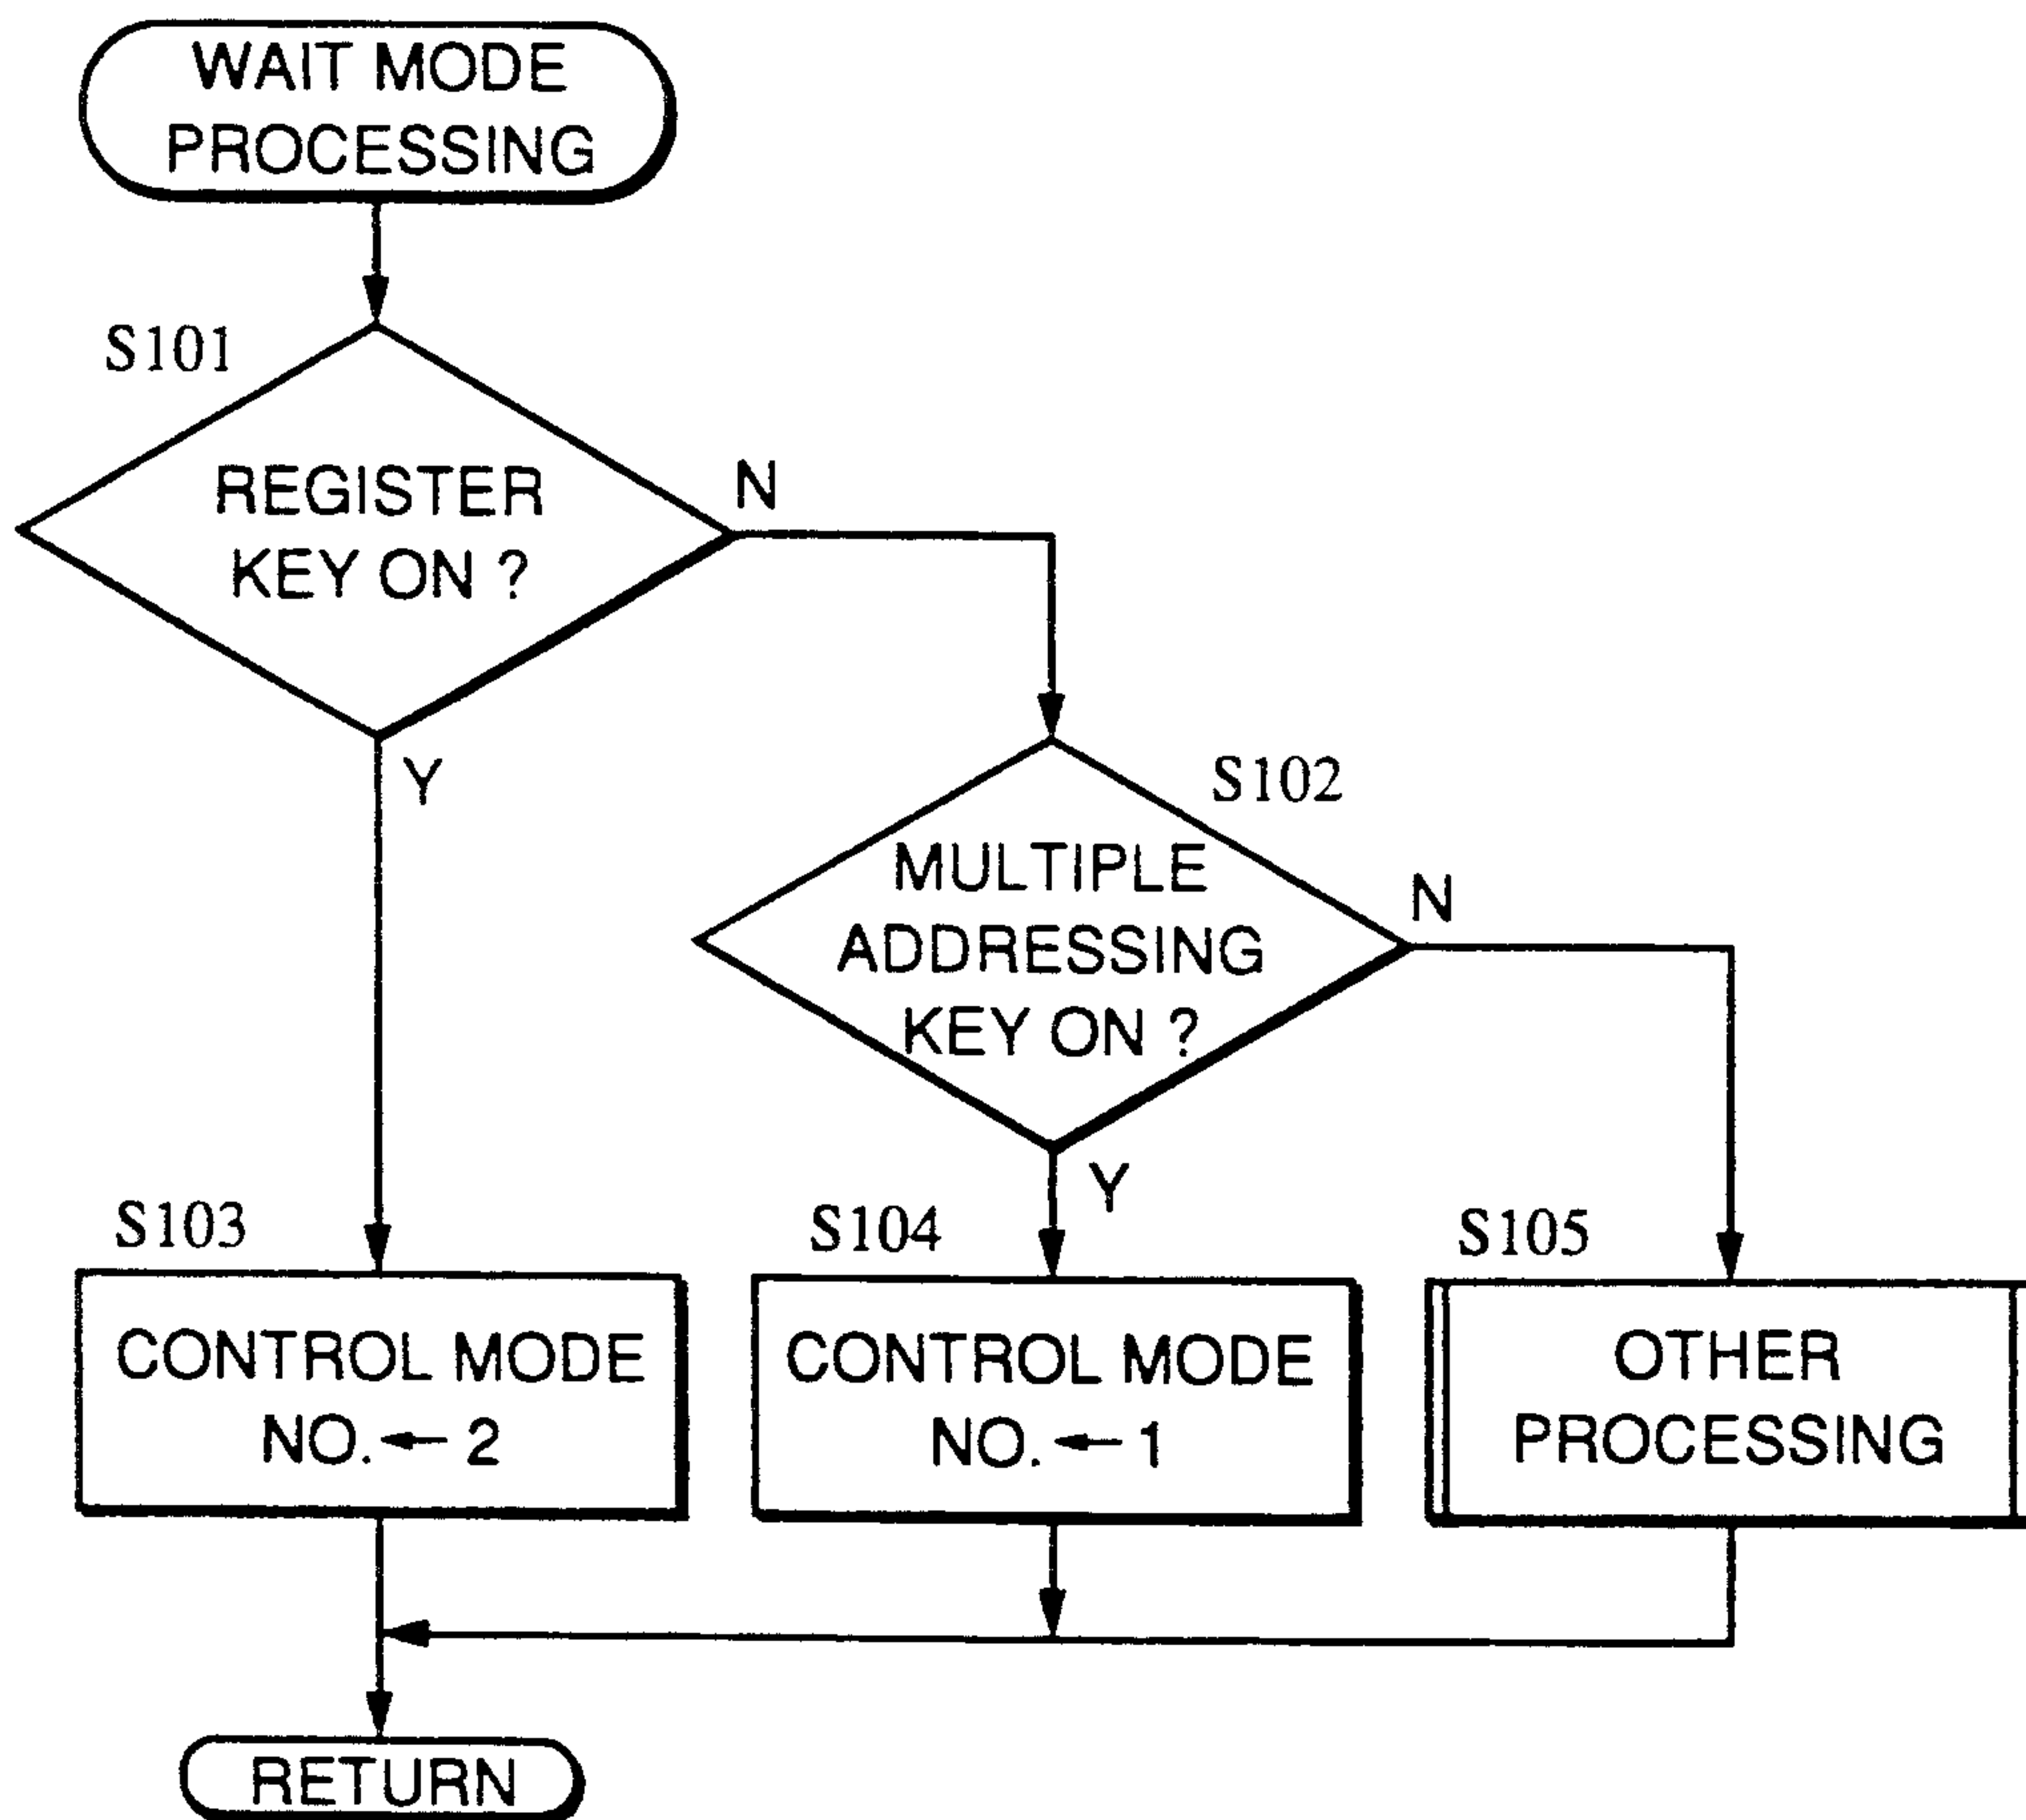 WAIT MODE
PROCESSING
S101
REGISTER
KEY ON ?
N
Y
S102
MULTIPLE
ADDRESSING
KEY ON ?
N
Y
S103
CONTROL MODE
NO. ← 2
S104
CONTROL MODE
NO. ← 1
S105
OTHER
PROCESSING
RETURN